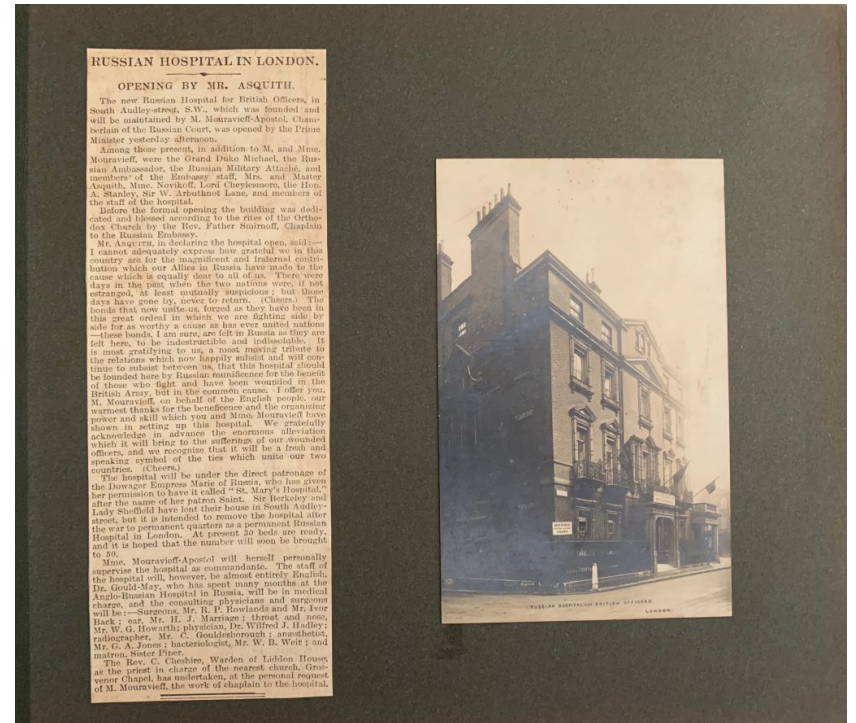 RUSSIAN HOSPITAL IN LONDON.
OPENING BY MR. ASQUITH.
The new Russian Hospital for British Officers, in
South Audley-street, S.W., which was founded and
will be maintained by M. Mouravieff-Apostol, Cham-
berlain of the Russian Court, was opened by the Prime
Minister yesterday afternoon.
Among those present, in addition to M. and Mme.
Mouravieff, were the Grand Duke Michael, the Rus-
sian Ambassador, the Russian Military Attaché, and
members of the Embassy staff, Mrs. and Master
Asquith, Mme. Novikoff, Lord Cheylesmore, the Hon.
A. Stanley, Sir W. Arbuthnot Lane, and members of
the staff of the hospital.
Before the formal opening the building was dedi-
cated and blessed according to the rites of the Ortho-
dox Church by the Rev. Father Smirnoff, Chaplain
to the Russian Embassy.
MR. ASQUITH, in declaring the hospital open, said:—
I cannot adequately express how grateful we in this
country are for the magnificent and fraternal contri-
bution which our Allies in Russia have made to the
cause which is equally dear to all of us. There were
days in the past when the two nations were, if not
estranged, at least mutually suspicious; but those
days have gone by, never to return. (Cheers.) The
bonds that now unite us, forged as they have been in
this great ordeal in which we are fighting side by
side for as worthy a cause as has ever united nations
—these bonds, I am sure, are felt in Russia as they are
felt here, to be indestructible and indissoluble. It
is most gratifying to us, a most moving tribute to
the relations which now happily subsist and will con-
tinue to subsist between us, that this hospital should
be founded here by Russian munificence for the benefit
of those who fight and have been wounded in the
British Army, but in the common cause. I offer you,
M. Mouravieff, on behalf of the English people, our
warmest thanks for the beneficence and the organizing
power and skill which you and Mme. Mouravieff have
shown in setting up this hospital. We gratefully
acknowledge in advance the enormous alleviation
which it will bring to the sufferings of our wounded
officers, and we recognize that it will be a fresh and
speaking symbol of the ties which unite our two
countries. (Cheers.)
The hospital will be under the direct patronage of
the Dowager Empress Marie of Russia, who has given
her permission to have it called "St. Mary's Hospital,"
after the name of her patron Saint. Sir Berkeley and
Lady Sheffield have lent their house in South Audley-
street, but it is intended to remove the hospital after
the war to permanent quarters as a permanent Russian
Hospital in London. At present 20 beds are ready,
and it is hoped that the number will soon be brought
to 50.
Mme. Mouravieff-Apostol will herself personally
supervise the hospital as commandante. The staff of
the hospital will, however, be almost entirely English.
Dr. Gould-May, who has spent many months at the
Anglo-Russian Hospital in Russia, will be in medical
charge, and the consulting physicians and surgeons
will be:—Surgeons, Mr. R. P. Rowlands and Mr. Ivor
Back; ear, Mr. H. J. Marriage; throat and nose,
Mr. W. G. Howarth; physician, Dr. Wilfred J. Hadley;
radiographer, Mr. C. Gouldesborough; anæsthetist,
Mr. G. A. Jones; bacteriologist, Mr. W. B. Weir; and
matron, Sister Piper.
The Rev. C. Cheshire, Warden of Liddon House,
as the priest in charge of the nearest church, Gros-
venor Chapel, has undertaken, at the personal request
of M. Mouravieff, the work of chaplain to the hospital.
RUSSIAN HOSPITAL FOR BRITISH OFFICERS
LONDON.